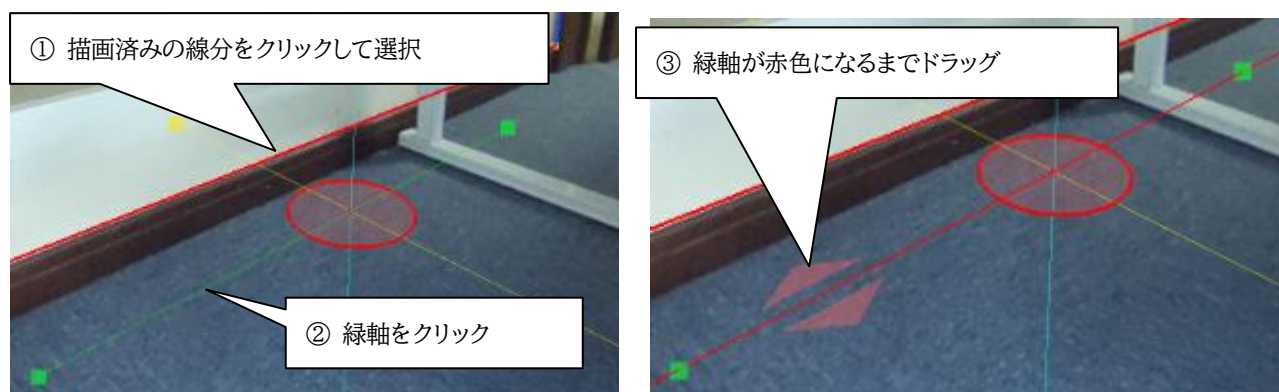 ① 描画済みの線分をクリックして選択
② 緑軸をクリック
③ 緑軸が赤色になるまでドラッグ